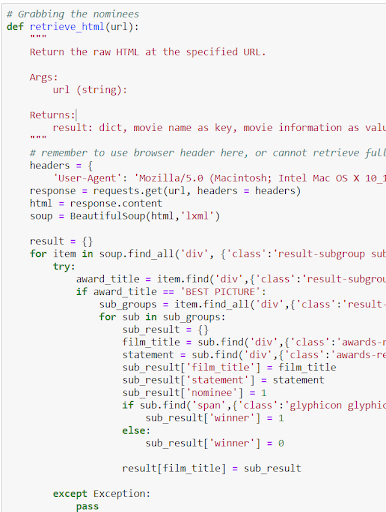 # Grabbing the nominees
def retrieve_html(url):
    """
    Return the raw HTML at the specified URL.

    Args:
        url (string):

    Returns:
        result: dict, movie name as key, movie information as valu
    """
    # remember to use browser header here, or cannot retrieve full
    headers = {
        'User-Agent': 'Mozilla/5.0 (Macintosh; Intel Mac OS X 10_1
    response = requests.get(url, headers = headers)
    html = response.content
    soup = BeautifulSoup(html,'lxml')

    result = {}
    for item in soup.find_all('div', {'class':'result-subgroup sub
        try:
            award_title = item.find('div',{'class':'result-subgrou
            if award_title == 'BEST PICTURE':
                sub_groups = item.find_all('div',{'class':'result-
                for sub in sub_groups:
                    sub_result = {}
                    film_title = sub.find('div',{'class':'awards-r
                    statement = sub.find('div',{'class':'awards-re
                    sub_result['film_title'] = film_title
                    sub_result['statement'] = statement
                    sub_result['nominee'] = 1
                    if sub.find('span',{'class':'glyphicon glyphic
                        sub_result['winner'] = 1
                    else:
                        sub_result['winner'] = 0

                    result[film_title] = sub_result

        except Exception:
            pass